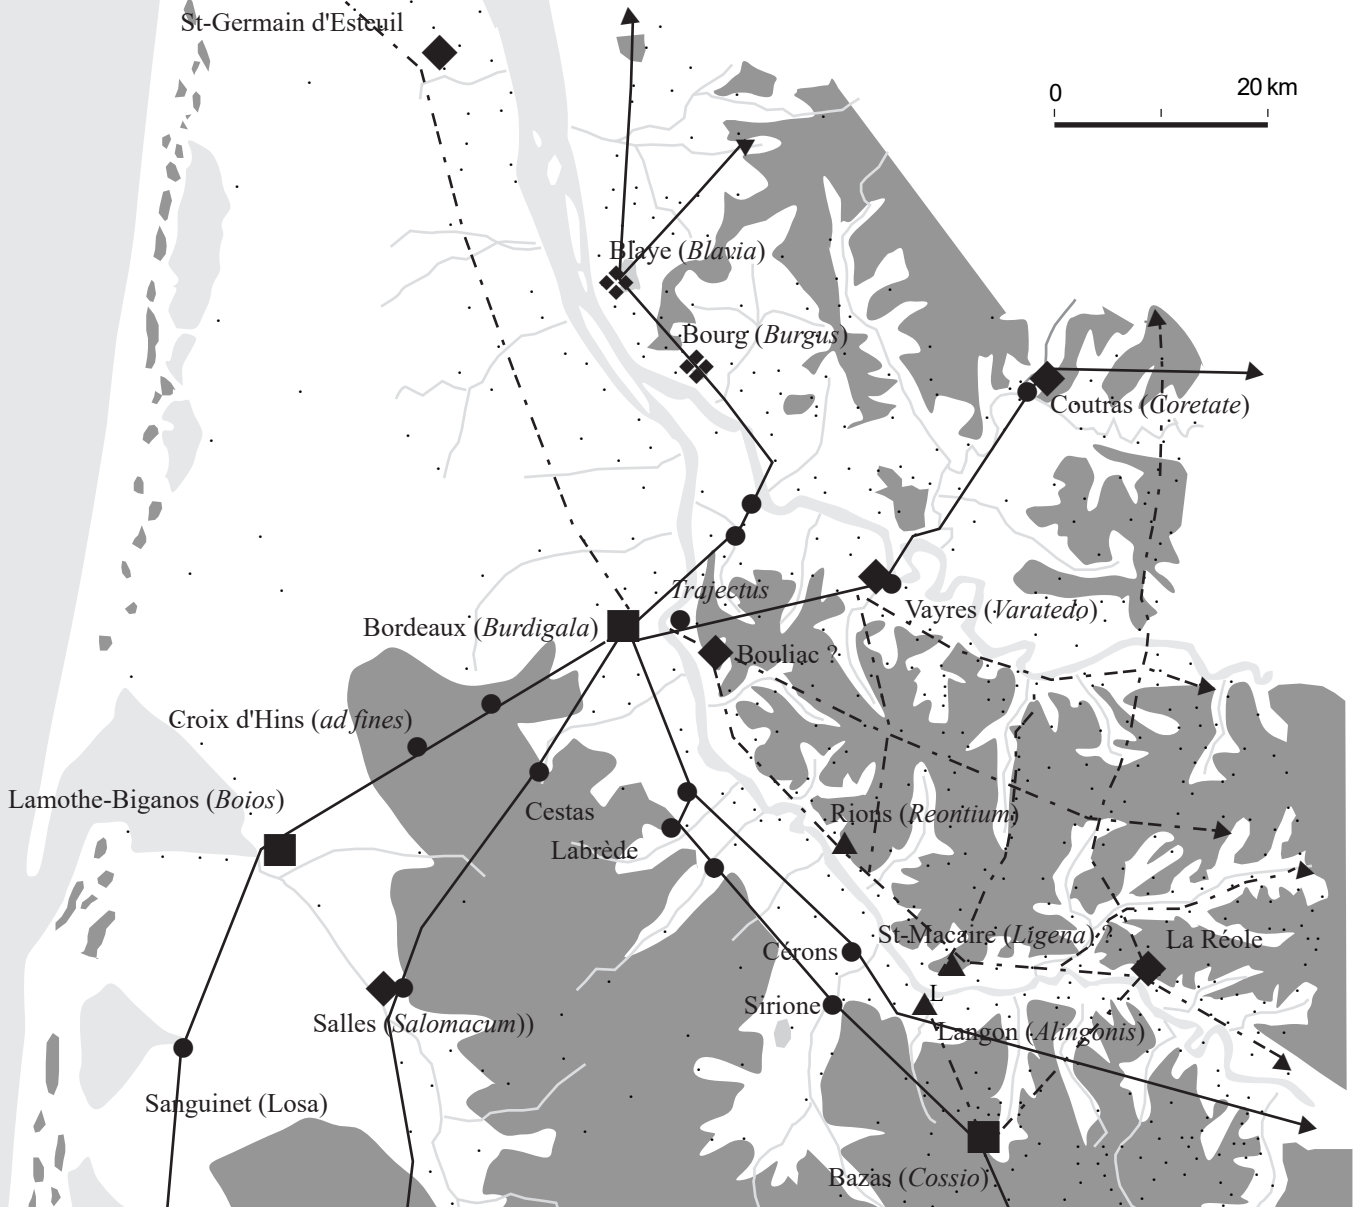 St-Germain d'Esteuil
0 20 km
Blaye (Blavia)
Bourg (Burgus)
Coutras (Coretate)
Trajectus
Vayres (Varatedo)
Bordeaux (Burdigala)
Bouliac ?
Croix d'Hins (ad fines)
Lamothe-Biganos (Boios)
Cestas
Rions (Reontium)
Labrède
St-Macaire (Ligena) ?
La Réole
Cérons
L
Sirione
Salles (Salomacum))
Langon (Alingonis)
Sanguinet (Losa)
Bazas (Cossio)